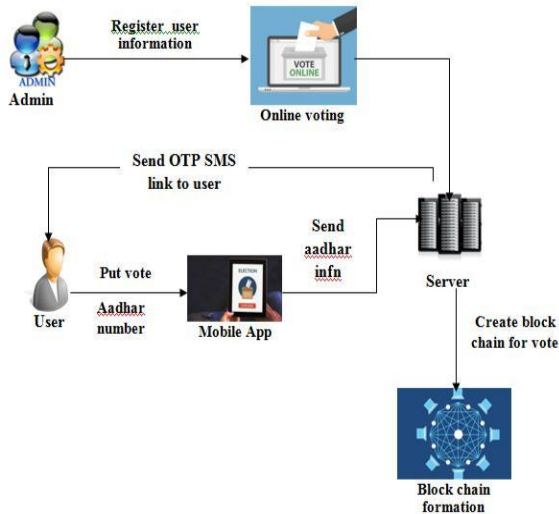 Register user
information
ADMIN
Admin
VOTE
ONLINE
Online voting
Send OTP SMS
link to user
Send
aadhar
infn
Server
Put vote
Aadhar
number
User
ELECTION
Mobile App
Create block
chain for vote
Block chain
formation